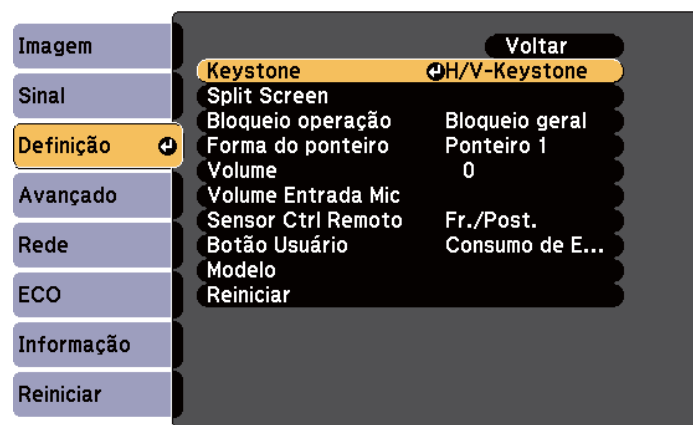 Imagem
Sinal
Definição
Avançado
Rede
ECO
Informação
Reiniciar
Voltar
Keystone H/V-Keystone
Split Screen
Bloqueio operação Bloqueio geral
Forma do ponteiro Ponteiro 1
Volume 0
Volume Entrada Mic
Sensor Ctrl Remoto Fr./Post.
Botão Usuário Consumo de E...
Modelo
Reiniciar